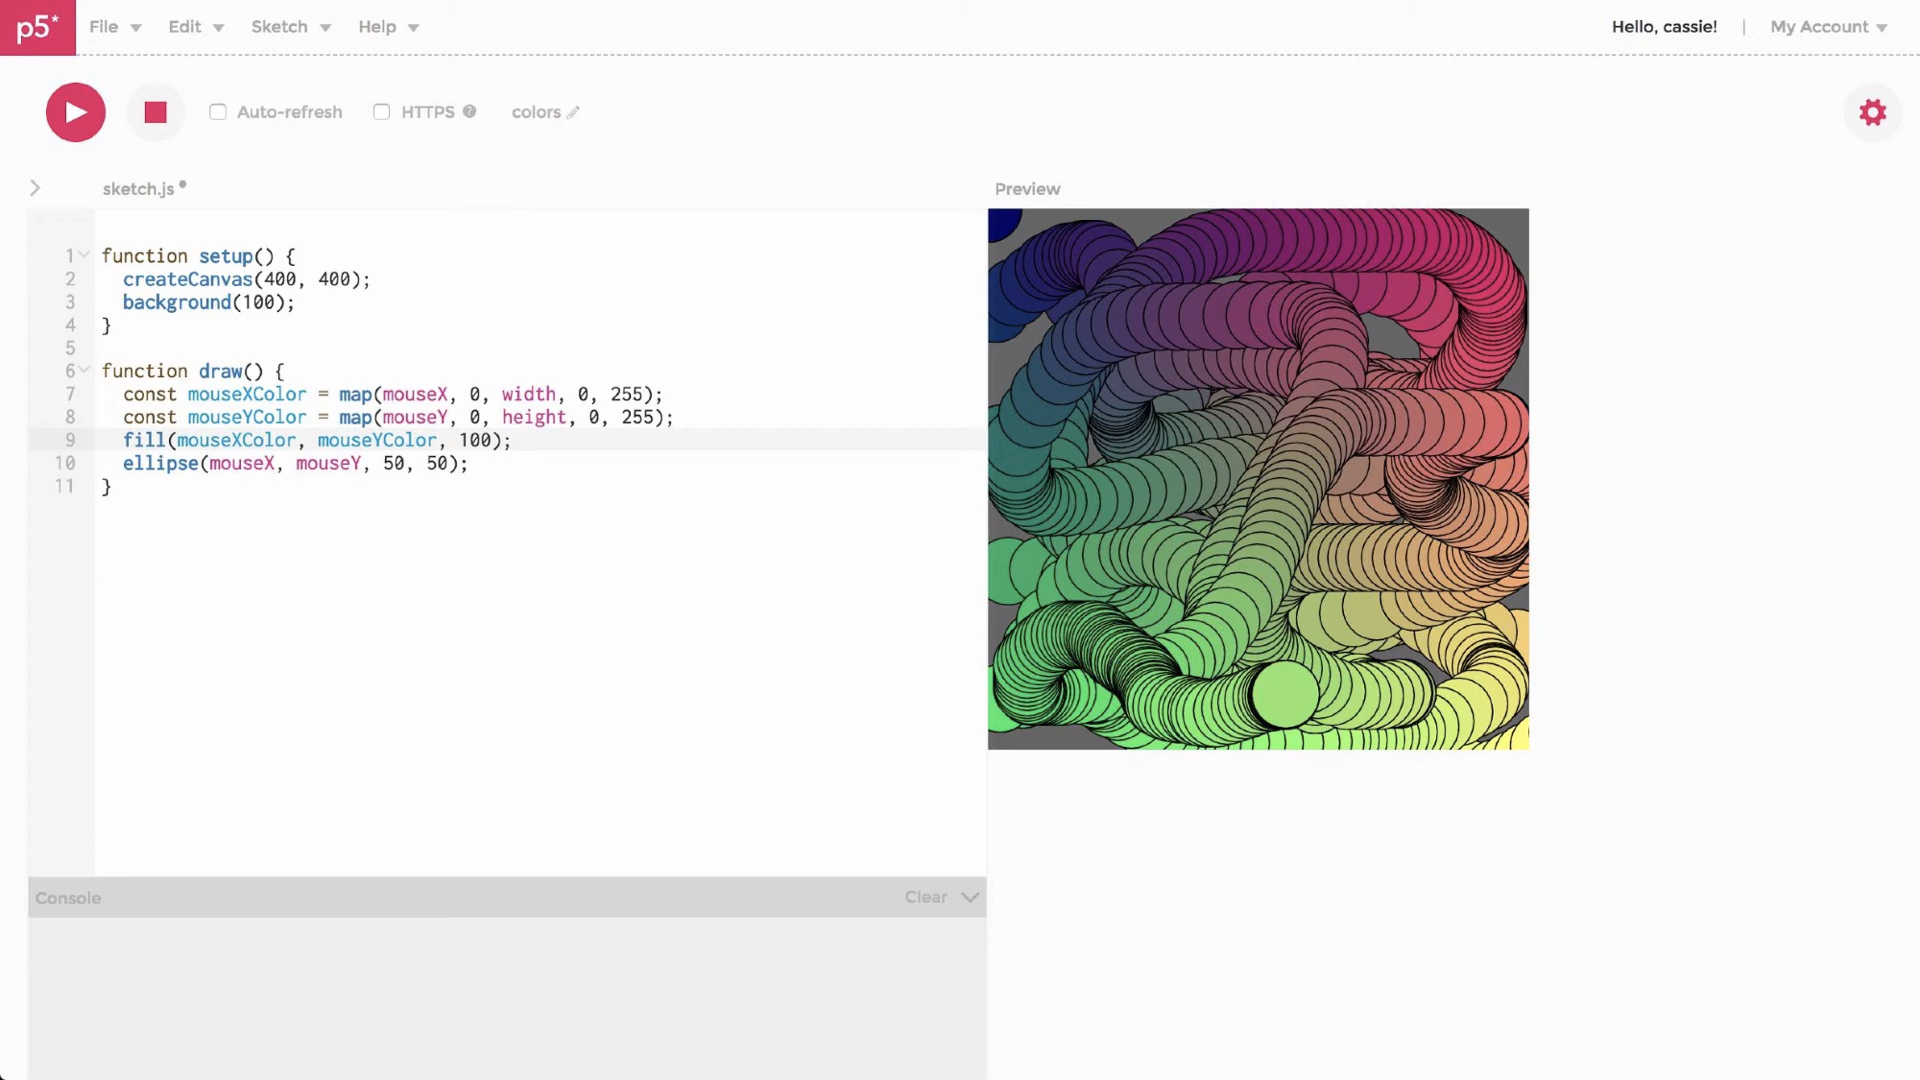 p5* File Edit Sketch Help Hello, cassie! | My Account
Auto-refresh HTTPS ? colors
sketch.js Preview
1 function setup() {
2 createCanvas(400, 400);
3 background(100);
4 }
5
6 function draw() {
7 const mouseXColor = map(mouseX, 0, width, 0, 255);
8 const mouseYColor = map(mouseY, 0, height, 0, 255);
9 fill(mouseXColor, mouseYColor, 100);
10 ellipse(mouseX, mouseY, 50, 50);
11 }
Console Clear